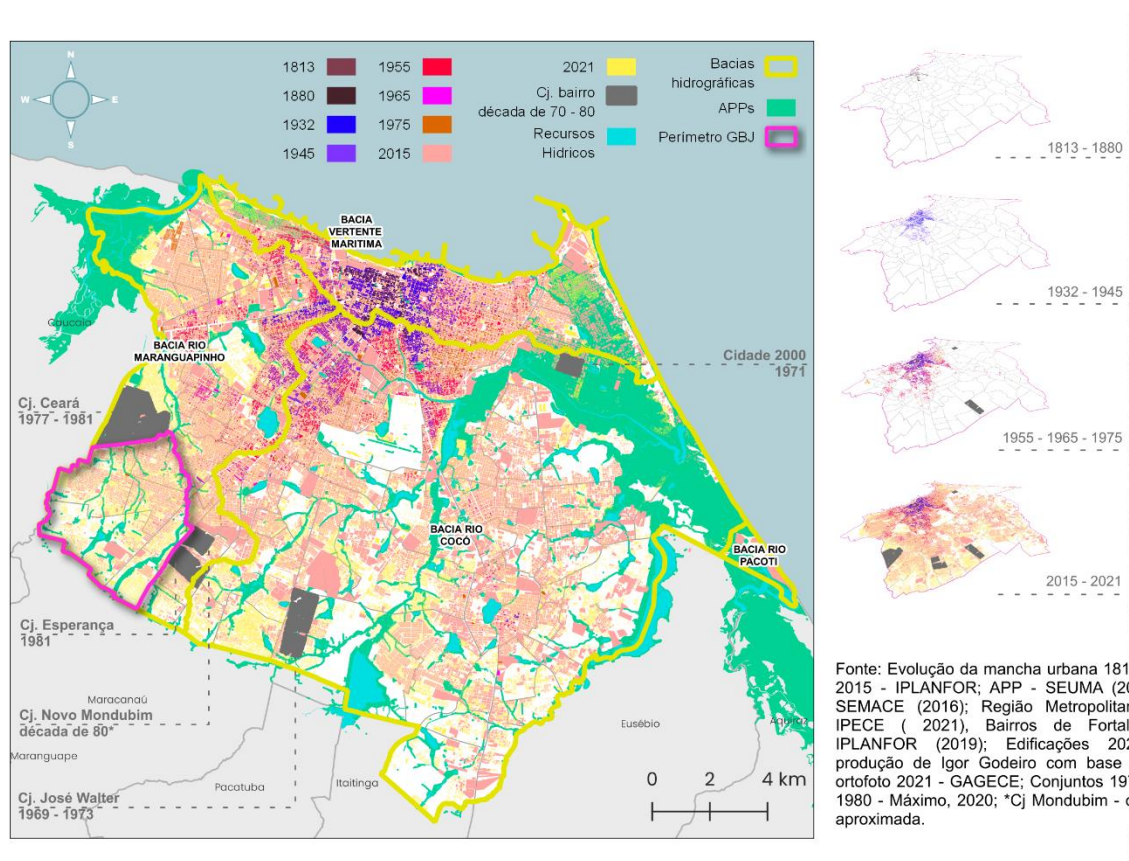 N
W
E
S
1813
1880
1932
1945
1955
1965
1975
2015
2021
Cj. bairro
década de 70 - 80
Recursos
Hidricos
Bacias
hidrográficas
APPs
Perímetro GBJ
BACIA
VERTENTE
MARITIMA
Caucaia
BACIA RIO
MARANGUAPINHO
Cidade 2000
1971
Cj. Ceará
1977 - 1981
BACIA RIO
COCÓ
BACIA RIO
PACOTI
Cj. Esperança
1981
Maracanaú
Cj. Novo Mondubim
década de 80*
Eusébio
Aquiraz
Maranguape
Pacatuba
Itaitinga
Cj. José Walter
1969 - 1973
0 2 4 km
1813 - 1880
1932 - 1945
1955 - 1965 - 1975
2015 - 2021
Fonte: Evolução da mancha urbana 181
2015 - IPLANFOR; APP - SEUMA (20
SEMACE (2016); Região Metropolitar
IPECE ( 2021), Bairros de Fortal
IPLANFOR (2019); Edificações 202
produção de Igor Godeiro com base
ortofoto 2021 - GAGECE; Conjuntos 197
1980 - Máximo, 2020; *Cj Mondubim -
aproximada.